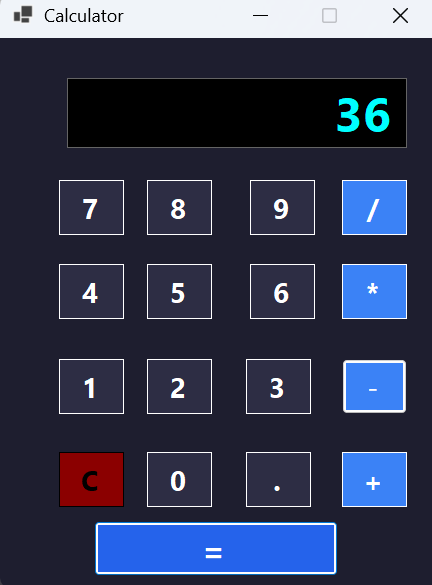 Calculator
36
7 8 9 /
4 5 6 *
1 2 3 -
C 0 . +
=